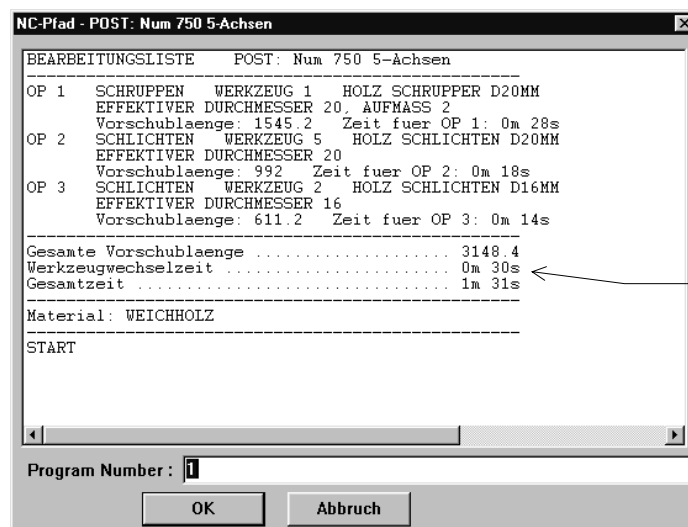 NC-Pfad - POST: Num 750 5-Achsen
BEARBEITUNGSLISTE POST: Num 750 5-Achsen
OP 1 SCHRUPPEN WERKZEUG 1 HOLZ SCHRUPPER D20MM
EFFEKTIVER DURCHMESSER 20, AUFMASS 2
Vorschublaenge: 1545.2 Zeit fuer OP 1: 0m 28s
OP 2 SCHLICHTEN WERKZEUG 5 HOLZ SCHLICHTEN D20MM
EFFEKTIVER DURCHMESSER 20
Vorschublaenge: 992 Zeit fuer OP 2: 0m 18s
OP 3 SCHLICHTEN WERKZEUG 2 HOLZ SCHLICHTEN D16MM
EFFEKTIVER DURCHMESSER 16
Vorschublaenge: 611.2 Zeit fuer OP 3: 0m 14s
Gesamte Vorschublaenge .................... 3148.4
Werkzeugwechselzeit ....................... 0m 30s
Gesamtzeit ................................ 1m 31s
Material: WEICHHOLZ
START
Program Number : 1
OK Abbruch